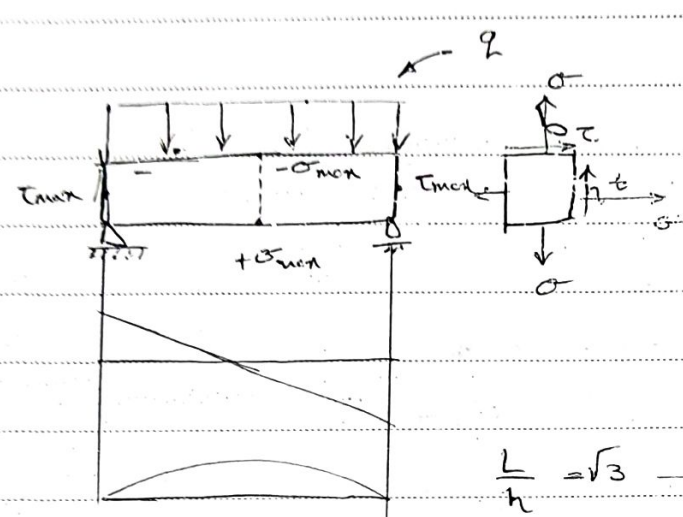 q
σ
τ
- -σmax
τmax τmax t
σ
+σmax
σ
L/h = √3 —